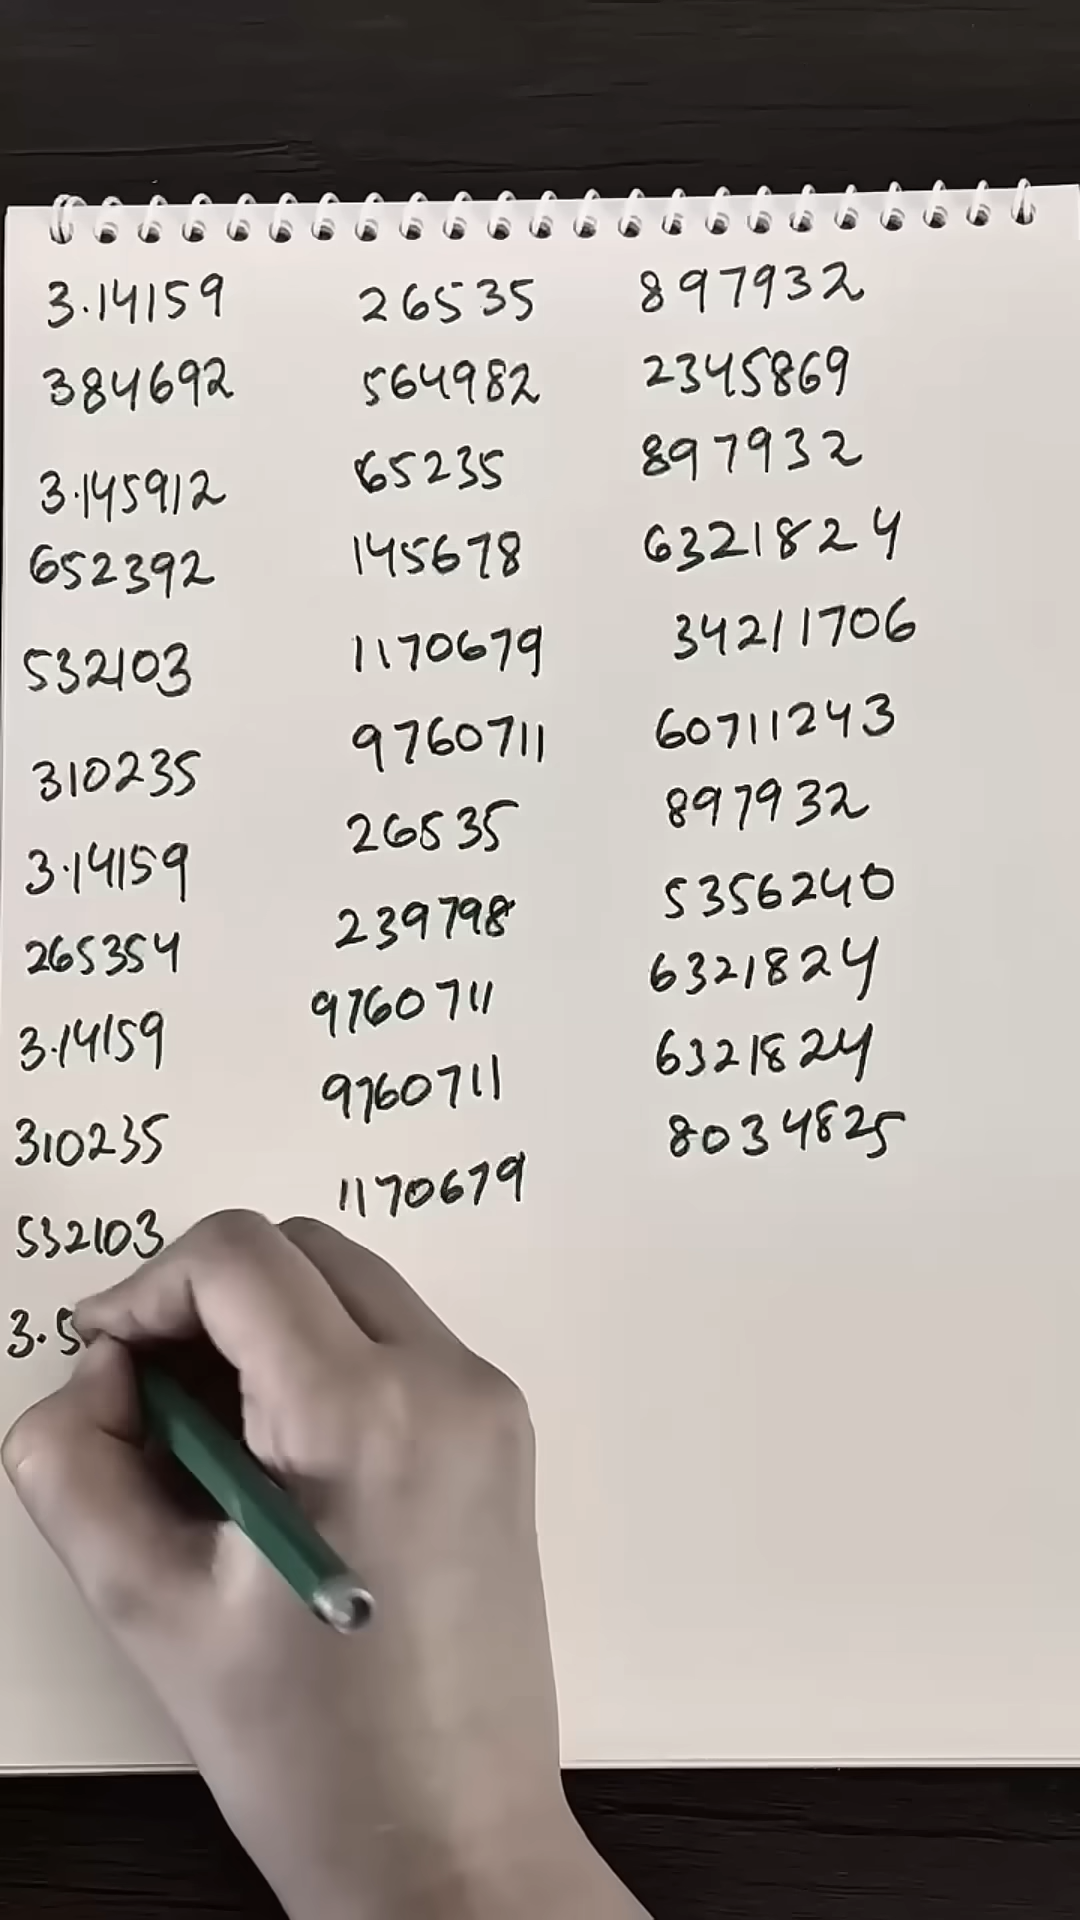 3.14159 26535 897932
384692 564982 2345869
3.145912 65235 897932
652392 145678 6321824
532103 1170679 34211706
310235 9760711 60711243
3.14159 26535 897932
265354 239798 5356240
3.14159 9760711 6321824
310235 9760711 6321824
532103 1170679 8034825
3.5